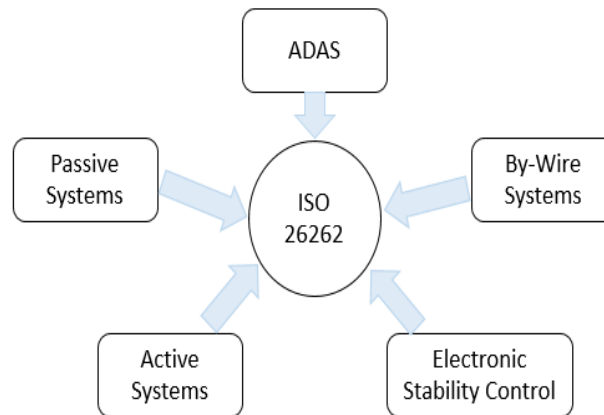 ADAS
Passive
Systems
By-Wire
Systems
ISO
26262
Active
Systems
Electronic
Stability Control